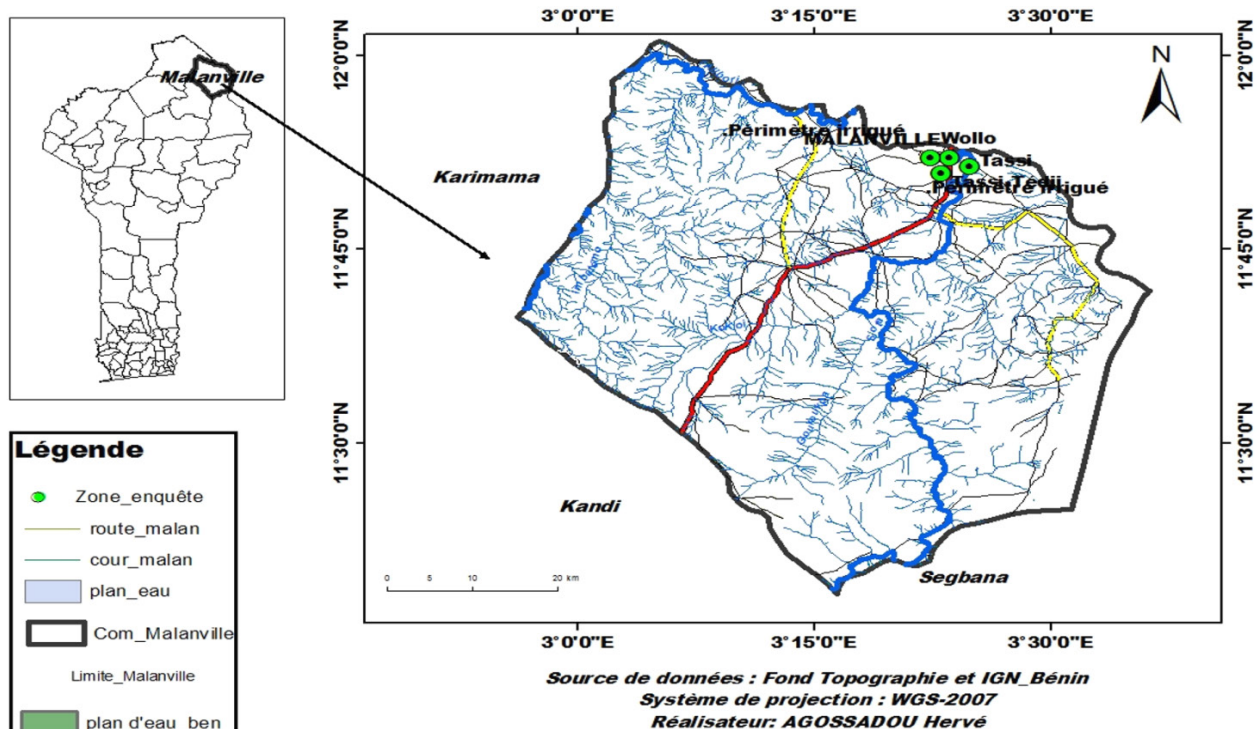 Malanville
3°0'0"E 3°15'0"E 3°30'0"E
12°0'0"N
11°45'0"N
11°30'0"N
12°0'0"N
11°45'0"N
11°30'0"N
N
.Périmètre irrigué
MALANVILLE Wollo
Tassi
Tassi-Tédji
.Périmètre irrigué
Karimama
Kandi
Segbana
0 5 10 20 km
3°0'0"E 3°15'0"E 3°30'0"E
Légende
Zone_enquête
route_malan
cour_malan
plan_eau
Com_Malanville
Limite_Malanville
plan d'eau_ben
Source de données : Fond Topographie et IGN_Bénin
Système de projection : WGS-2007
Réalisateur: AGOSSADOU Hervé